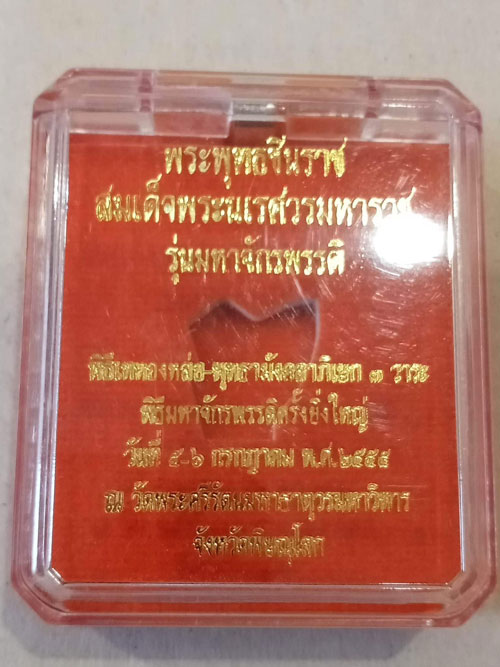 พระพุทธชินราช
สมเด็จพระนเรศวรมหาราช
รุ่นมหาจักรพรรดิ
พิธีเททองหล่อ-พุทธามังคลาภิเษก ๓ วาระ
พิธีมหาจักรพรรดิครั้งยิ่งใหญ่
วันที่ ๕-๖ กรกฎาคม พ.ศ.๒๕๕๕
ณ วัดพระศรีรัตนมหาธาตุวรมหาวิหาร
จังหวัดพิษณุโลก